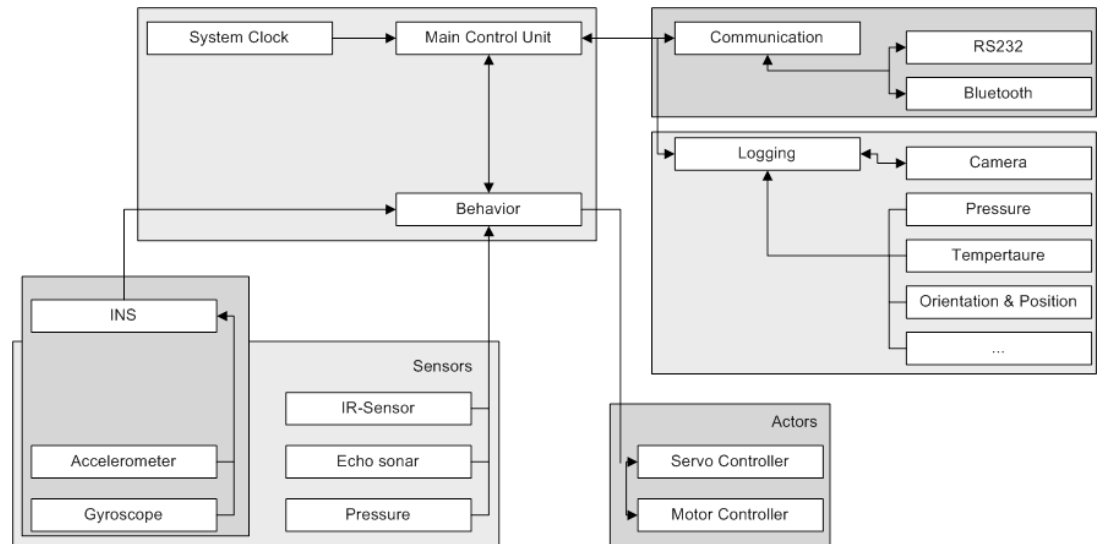 System Clock
Main Control Unit
Communication
RS232
Bluetooth
Logging
Camera
Behavior
Pressure
Tempertaure
INS
Orientation & Position
...
Sensors
IR-Sensor
Actors
Accelerometer
Echo sonar
Servo Controller
Gyroscope
Pressure
Motor Controller